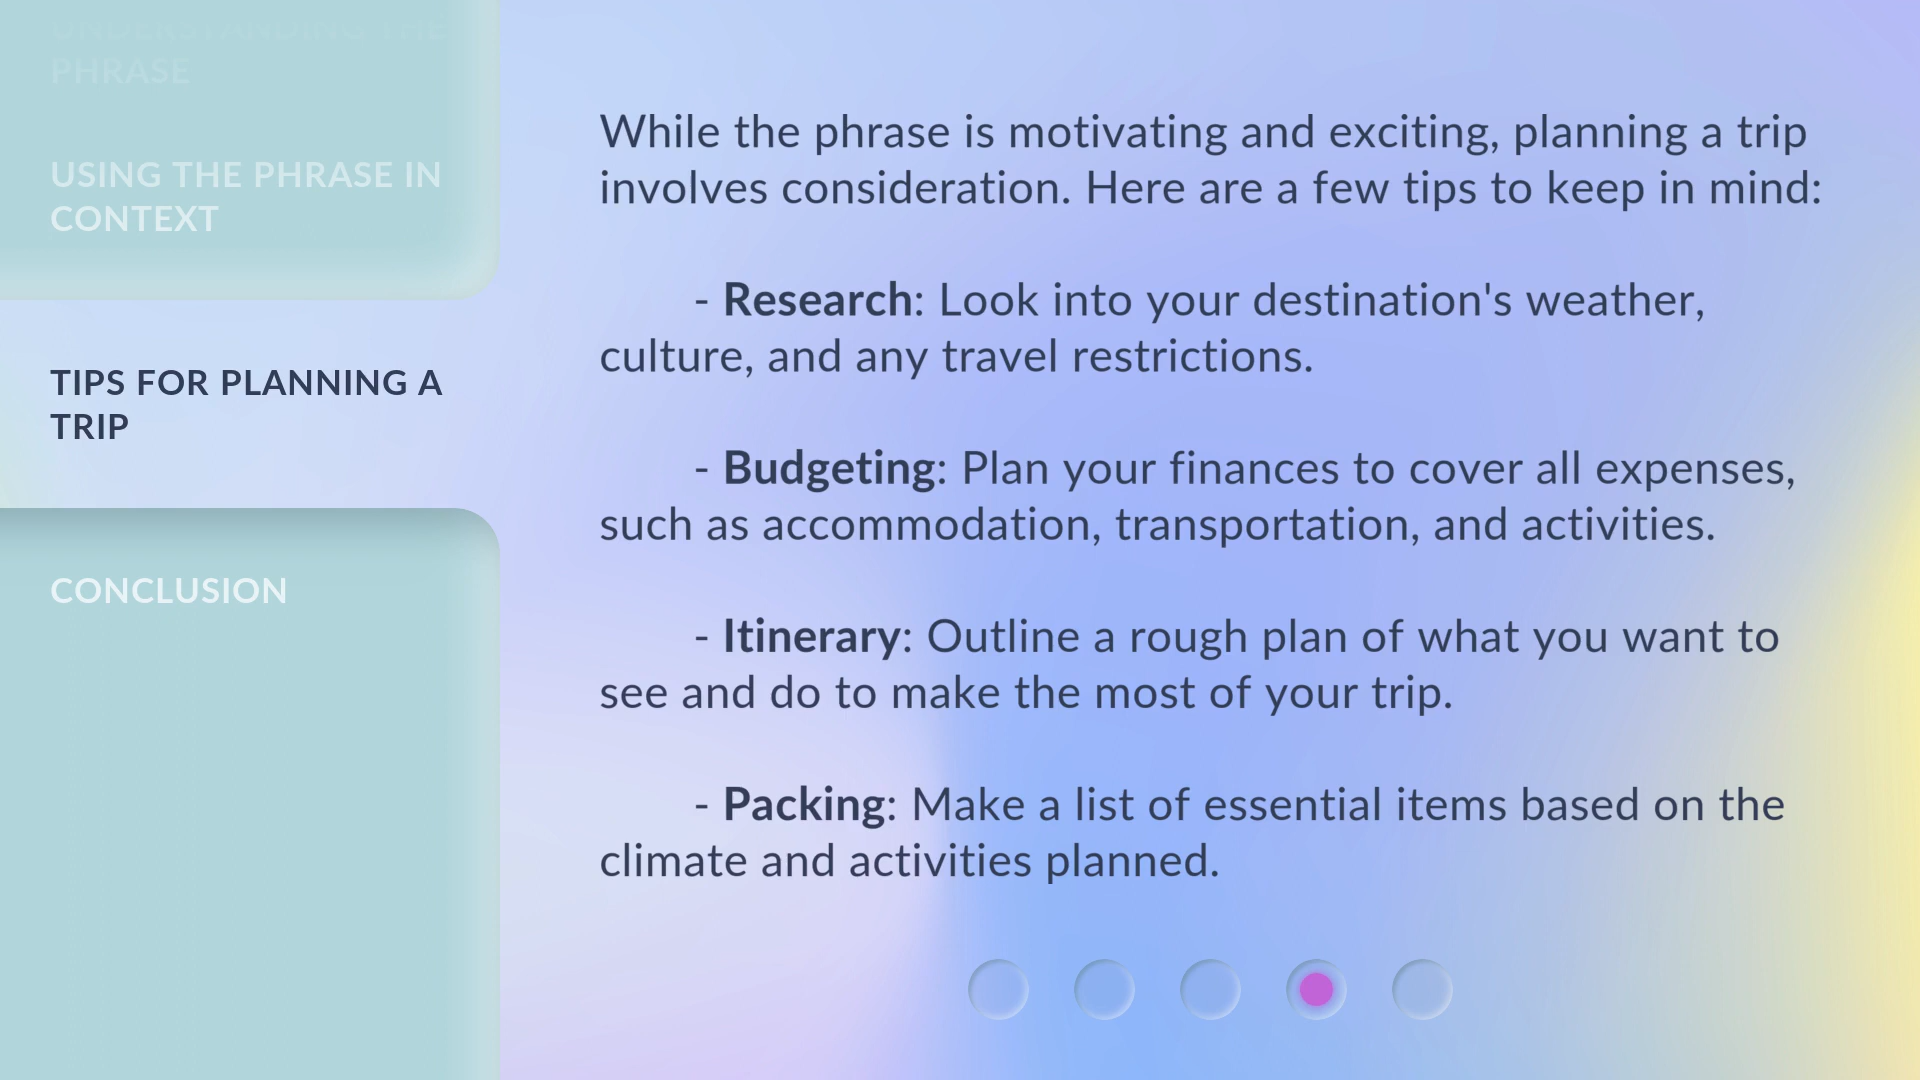 UNDERSTANDING THE
PHRASE
USING THE PHRASE IN
CONTEXT
TIPS FOR PLANNING A
TRIP
CONCLUSION
While the phrase is motivating and exciting, planning a trip
involves consideration. Here are a few tips to keep in mind:
- Research: Look into your destination's weather,
culture, and any travel restrictions.
- Budgeting: Plan your finances to cover all expenses,
such as accommodation, transportation, and activities.
- Itinerary: Outline a rough plan of what you want to
see and do to make the most of your trip.
- Packing: Make a list of essential items based on the
climate and activities planned.